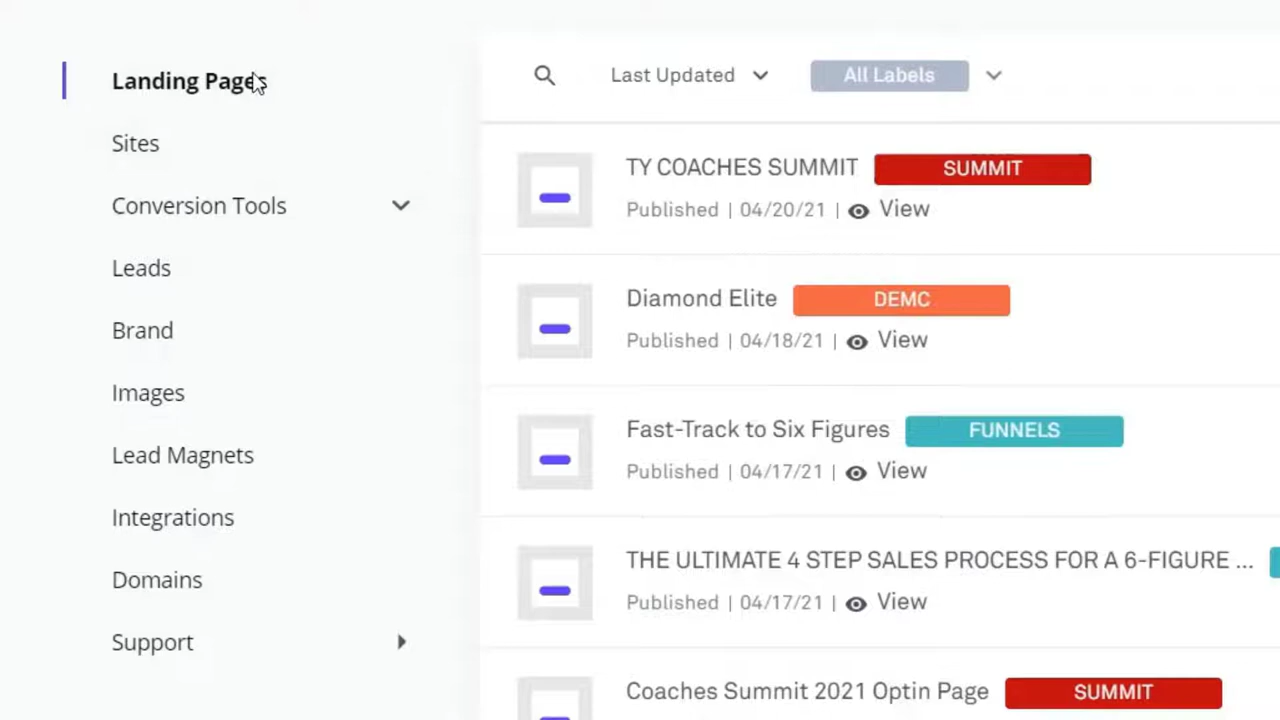 Landing Pages
Sites
Conversion Tools
Leads
Brand
Images
Lead Magnets
Integrations
Domains
Support
Last Updated
All Labels
TY COACHES SUMMIT SUMMIT
Published | 04/20/21 | View
Diamond Elite DEMC
Published | 04/18/21 | View
Fast-Track to Six Figures FUNNELS
Published | 04/17/21 | View
THE ULTIMATE 4 STEP SALES PROCESS FOR A 6-FIGURE ...
Published | 04/17/21 | View
Coaches Summit 2021 Optin Page SUMMIT